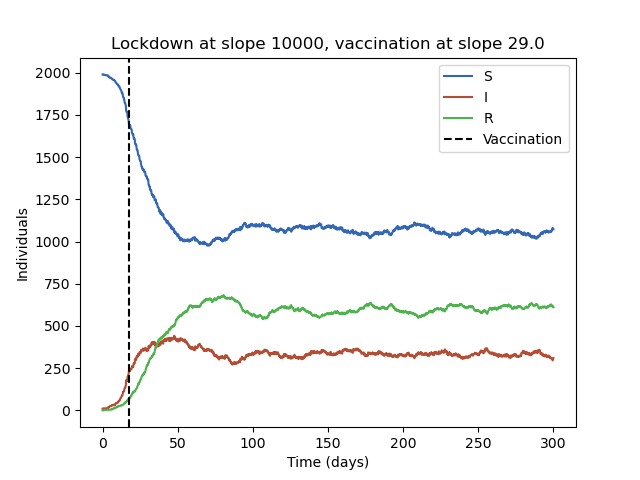 Lockdown at slope 10000, vaccination at slope 29.0
S
I
R
Vaccination
2000
1750
1500
1250
1000
750
500
250
0
Individuals
0 50 100 150 200 250 300
Time (days)